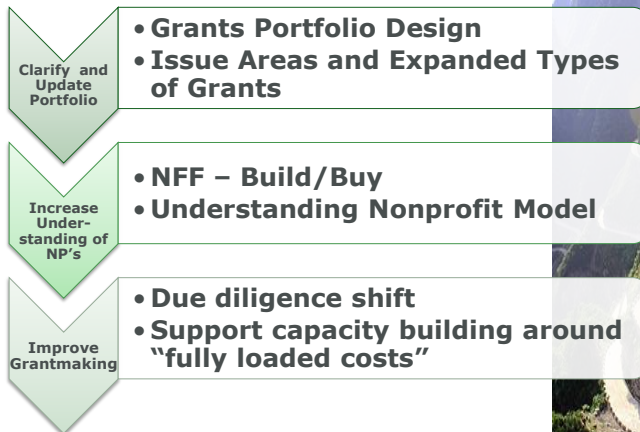 Clarify and
Update
Portfolio
• Grants Portfolio Design
• Issue Areas and Expanded Types
of Grants
Increase
Under-
standing of
NP's
• NFF – Build/Buy
• Understanding Nonprofit Model
Improve
Grantmaking
• Due diligence shift
• Support capacity building around
“fully loaded costs”